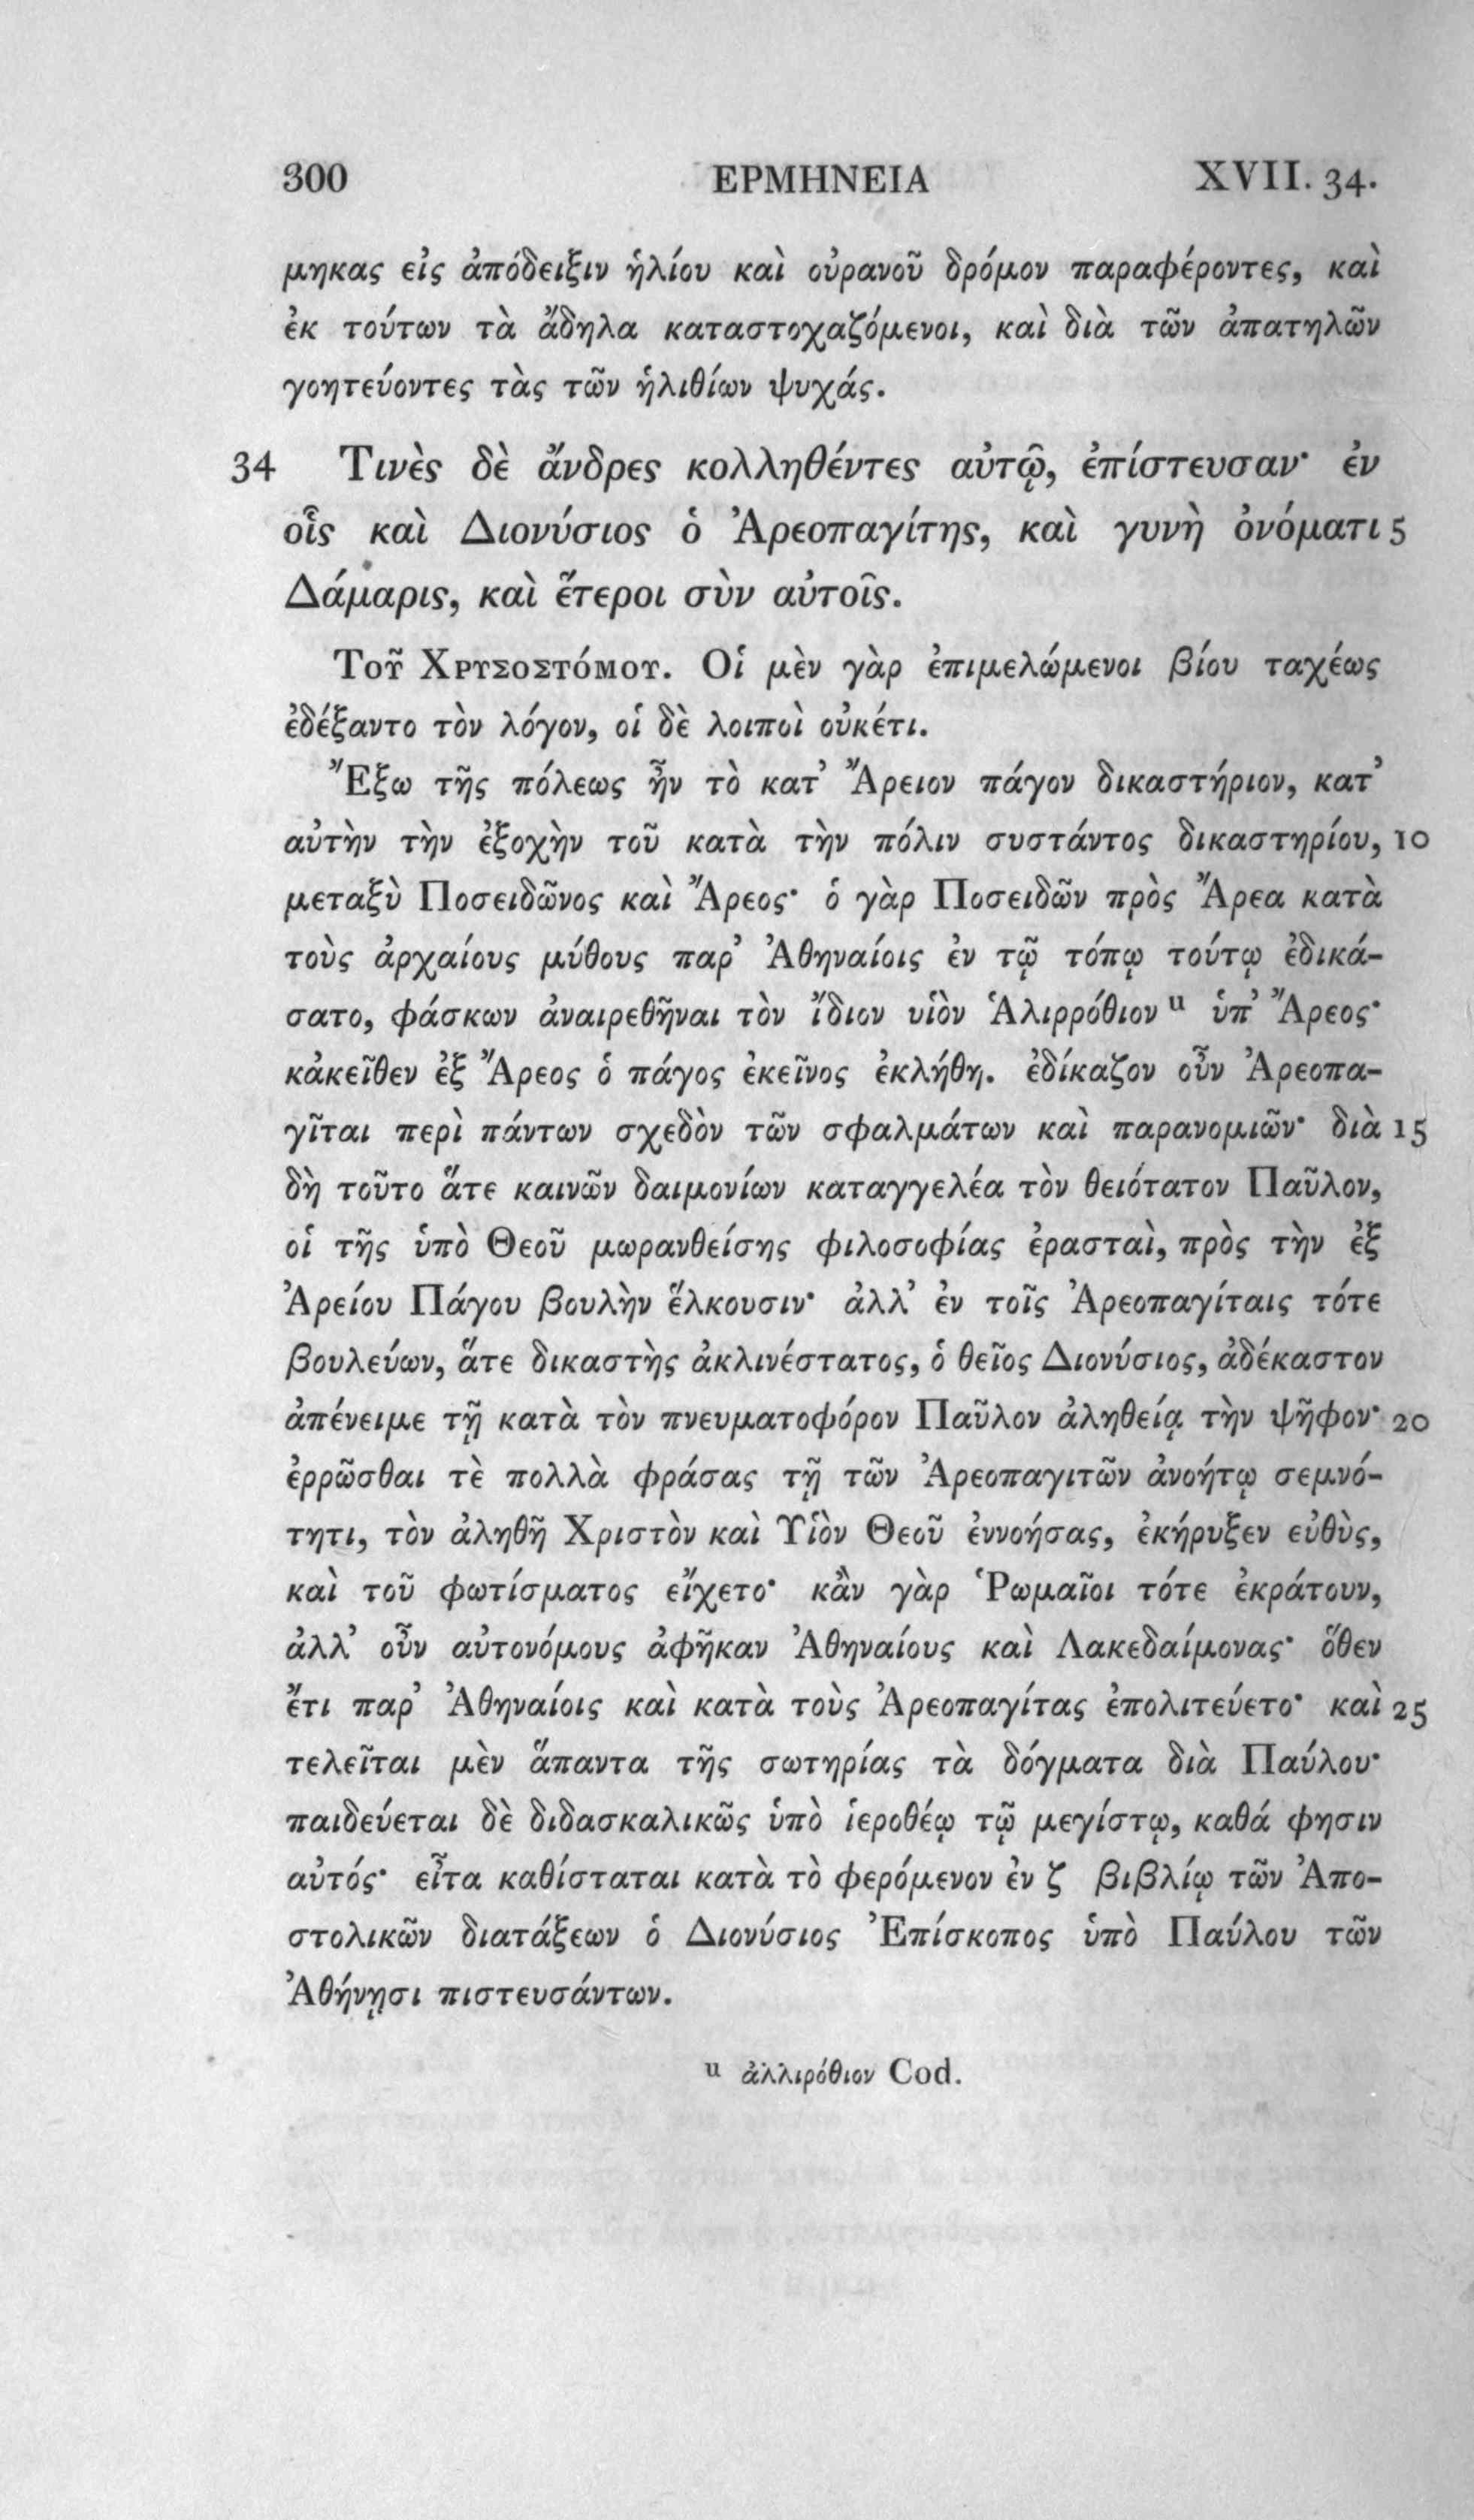 300 ΕΡΜΗΝΕΙΑ XVII. 34.
μηκας εἰς ἀπόδειξιν ἡλίου καὶ οὐρανοῦ δρόμον παραφέροντες, καὶ
ἐκ τούτων τὰ ἄδηλα καταστοχαζόμενοι, καὶ διὰ τῶν ἀπατηλῶν
γοητεύοντες τὰς τῶν ἠλιθίων ψυχάς.
34 Τινὲς δὲ ἄνδρες κολληθέντες αὐτῷ, ἐπίστευσαν· ἐν
οἷς καὶ Διονύσιος ὁ Ἀρεοπαγίτης, καὶ γυνὴ ὀνόματι 5
Δάμαρις, καὶ ἕτεροι σὺν αὐτοῖς.
Τοῦ Χρυσοστόμου. Οἱ μὲν γὰρ ἐπιμελώμενοι βίου ταχέως
ἐδέξαντο τὸν λόγον, οἱ δὲ λοιποὶ οὐκέτι.
Ἔξω τῆς πόλεως ἦν τὸ κατ’ Ἄρειον πάγον δικαστήριον, κατ’
αὐτὴν τὴν ἐξοχὴν τοῦ κατὰ τὴν πόλιν συστάντος δικαστηρίου, 10
μεταξὺ Ποσειδῶνος καὶ Ἄρεος· ὁ γὰρ Ποσειδῶν πρὸς Ἄρεα κατὰ
τοὺς ἀρχαίους μύθους παρ’ Ἀθηναίοις ἐν τῷ τόπῳ τούτῳ ἐδικά-
σατο, φάσκων ἀναιρεθῆναι τὸν ἴδιον υἱὸν Ἁλιρρόθιον u ὑπ’ Ἄρεος·
κἀκεῖθεν ἐξ Ἄρεος ὁ πάγος ἐκεῖνος ἐκλήθη. ἐδίκαζον οὖν Ἀρεοπα-
γῖται περὶ πάντων σχεδὸν τῶν σφαλμάτων καὶ παρανομιῶν· διὰ 15
δὴ τοῦτο ἅτε καινῶν δαιμονίων καταγγελέα τὸν θειότατον Παῦλον,
οἱ τῆς ὑπὸ Θεοῦ μωρανθείσης φιλοσοφίας ἐρασταὶ, πρὸς τὴν ἐξ
Ἀρείου Πάγου βουλὴν ἕλκουσιν· ἀλλ’ ἐν τοῖς Ἀρεοπαγίταις τότε
βουλεύων, ἅτε δικαστὴς ἀκλινέστατος, ὁ θεῖος Διονύσιος, ἀδέκαστον
ἀπένειμε τῇ κατὰ τὸν πνευματοφόρον Παῦλον ἀληθείᾳ τὴν ψῆφον· 20
ἐρρῶσθαι τὲ πολλὰ φράσας τῇ τῶν Ἀρεοπαγιτῶν ἀνοήτῳ σεμνό-
τητι, τὸν ἀληθῆ Χριστὸν καὶ Υἱὸν Θεοῦ ἐννοήσας, ἐκήρυξεν εὐθὺς,
καὶ τοῦ φωτίσματος εἴχετο· κἂν γὰρ Ῥωμαῖοι τότε ἐκράτουν,
ἀλλ’ οὖν αὐτονόμους ἀφῆκαν Ἀθηναίους καὶ Λακεδαίμονας· ὅθεν
ἔτι παρ’ Ἀθηναίοις καὶ κατὰ τοὺς Ἀρεοπαγίτας ἐπολιτεύετο· καὶ 25
τελεῖται μὲν ἅπαντα τῆς σωτηρίας τὰ δόγματα διὰ Παύλου·
παιδεύεται δὲ διδασκαλικῶς ὑπὸ ἱεροθέῳ τῷ μεγίστῳ, καθά φησιν
αὐτός· εἶτα καθίσταται κατὰ τὸ φερόμενον ἐν ζ βιβλίῳ τῶν Ἀπο-
στολικῶν διατάξεων ὁ Διονύσιος Ἐπίσκοπος ὑπὸ Παύλου τῶν
Ἀθήνῃσι πιστευσάντων.
u ἀλλιρόθιον Cod.